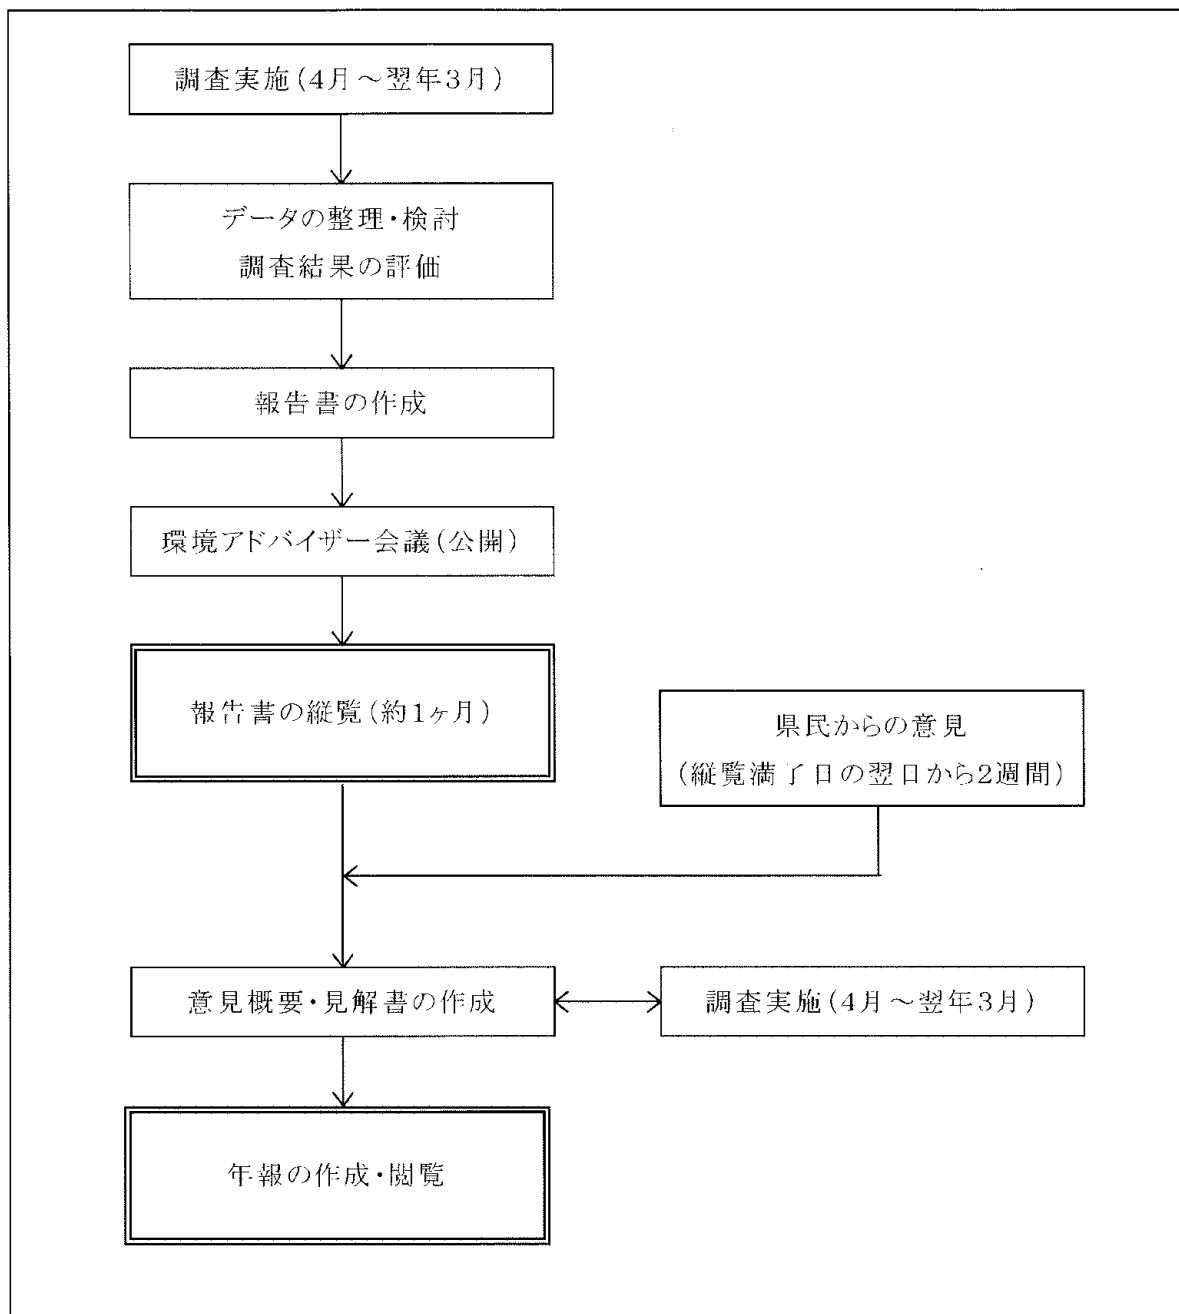 調査実施(4月～翌年3月)
データの整理・検討
調査結果の評価
報告書の作成
環境アドバイザー会議(公開)
報告書の縦覧(約1ヶ月)
県民からの意見
(縦覧満了日の翌日から2週間)
意見概要・見解書の作成
調査実施(4月～翌年3月)
年報の作成・閲覧